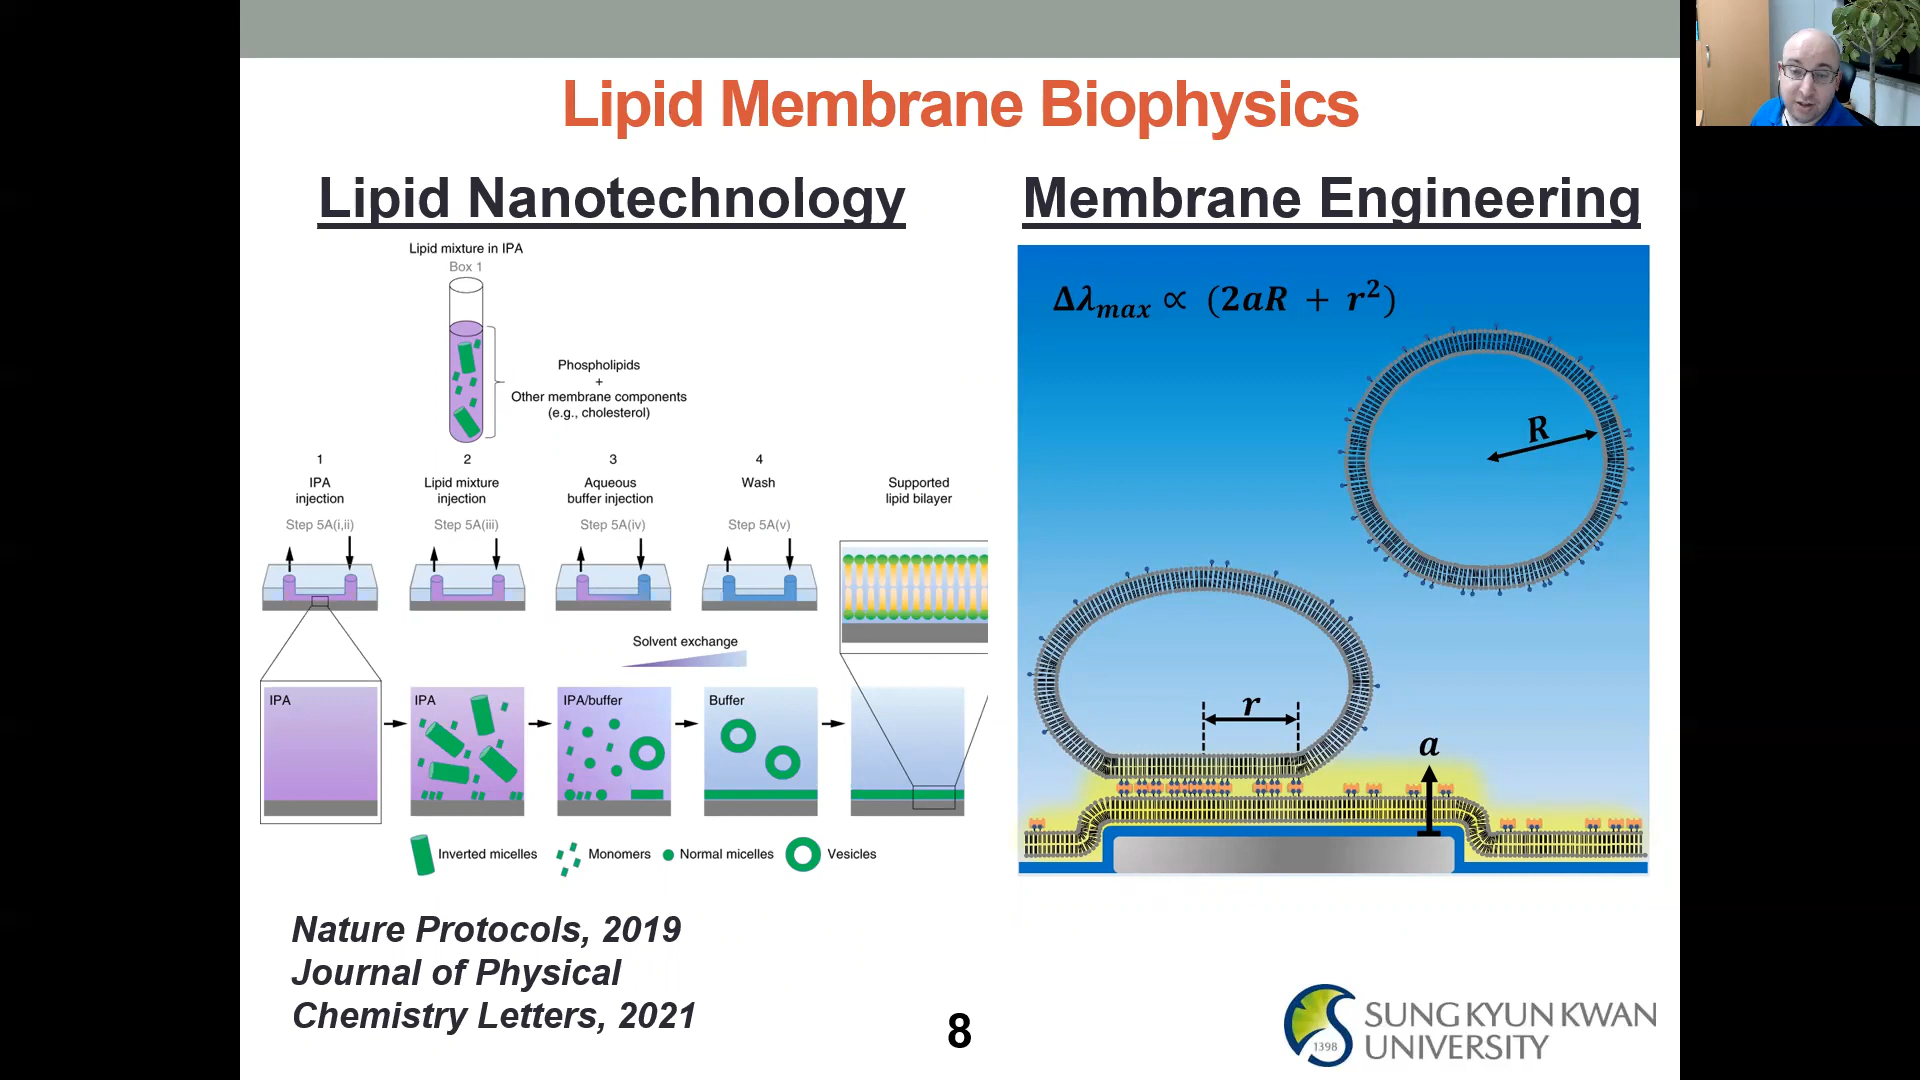 Lipid Membrane Biophysics
Lipid Nanotechnology
Membrane Engineering
Lipid mixture in IPA
Box 1
Phospholipids
+
Other membrane components
(e.g., cholesterol)
1
IPA
injection
Step 5A(i,ii)
2
Lipid mixture
injection
Step 5A(iii)
3
Aqueous
buffer injection
Step 5A(iv)
4
Wash
Step 5A(v)
Supported
lipid bilayer
Solvent exchange
IPA
IPA
IPA/buffer
Buffer
Inverted micelles
Monomers
Normal micelles
Vesicles
Δλmax ∝ (2aR + r²)
R
r
a
Nature Protocols, 2019
Journal of Physical
Chemistry Letters, 2021
8
1398
SUNG KYUN KWAN
UNIVERSITY